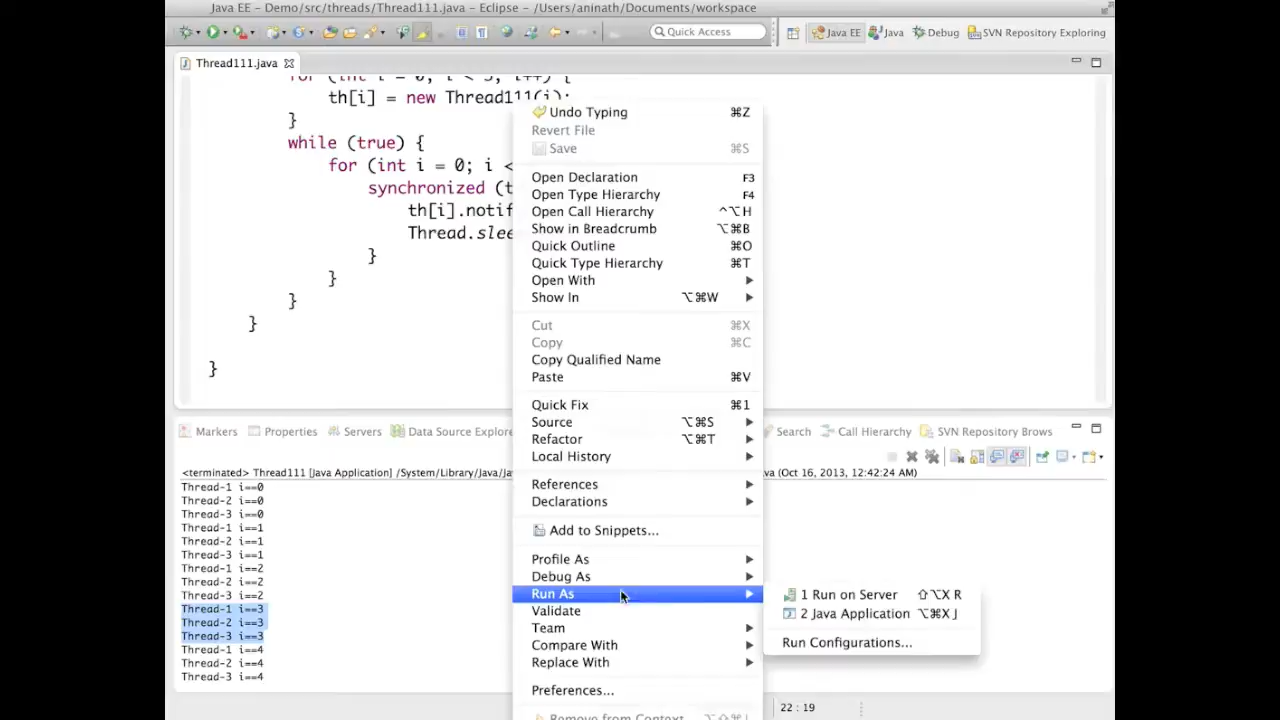 Java EE – Demo/src/threads/Thread111.java – Eclipse – /Users/aninath/Documents/workspace
Quick Access
Java EE
Java
Debug
SVN Repository Exploring
Thread111.java
for (int i = 0; i < 3; i++) {
th[i] = new Thread111(i);
}
while (true) {
for (int i = 0; i <
synchronized (t
th[i].notif
Thread.slee
}
}
}
}
}
Undo Typing ⌘Z
Revert File
Save ⌘S
Open Declaration F3
Open Type Hierarchy F4
Open Call Hierarchy ^⌥H
Show in Breadcrumb ⌥⌘B
Quick Outline ⌘O
Quick Type Hierarchy ⌘T
Open With
Show In ⌥⌘W
Cut ⌘X
Copy ⌘C
Copy Qualified Name
Paste ⌘V
Quick Fix ⌘1
Source ⌥⌘S
Refactor ⌥⌘T
Local History
References
Declarations
Add to Snippets...
Profile As
Debug As
Run As
Validate
Team
Compare With
Replace With
Preferences...
Remove from Context
1 Run on Server ⇧⌥X R
2 Java Application ⌥⌘X J
Run Configurations...
Markers
Properties
Servers
Data Source Explore
Search
Call Hierarchy
SVN Repository Brows
<terminated> Thread111 [Java Application] /System/Library/Java/Ja
va (Oct 16, 2013, 12:42:24 AM)
Thread-1 i==0
Thread-2 i==0
Thread-3 i==0
Thread-1 i==1
Thread-2 i==1
Thread-3 i==1
Thread-1 i==2
Thread-2 i==2
Thread-3 i==2
Thread-1 i==3
Thread-2 i==3
Thread-3 i==3
Thread-1 i==4
Thread-2 i==4
Thread-3 i==4
22 : 19